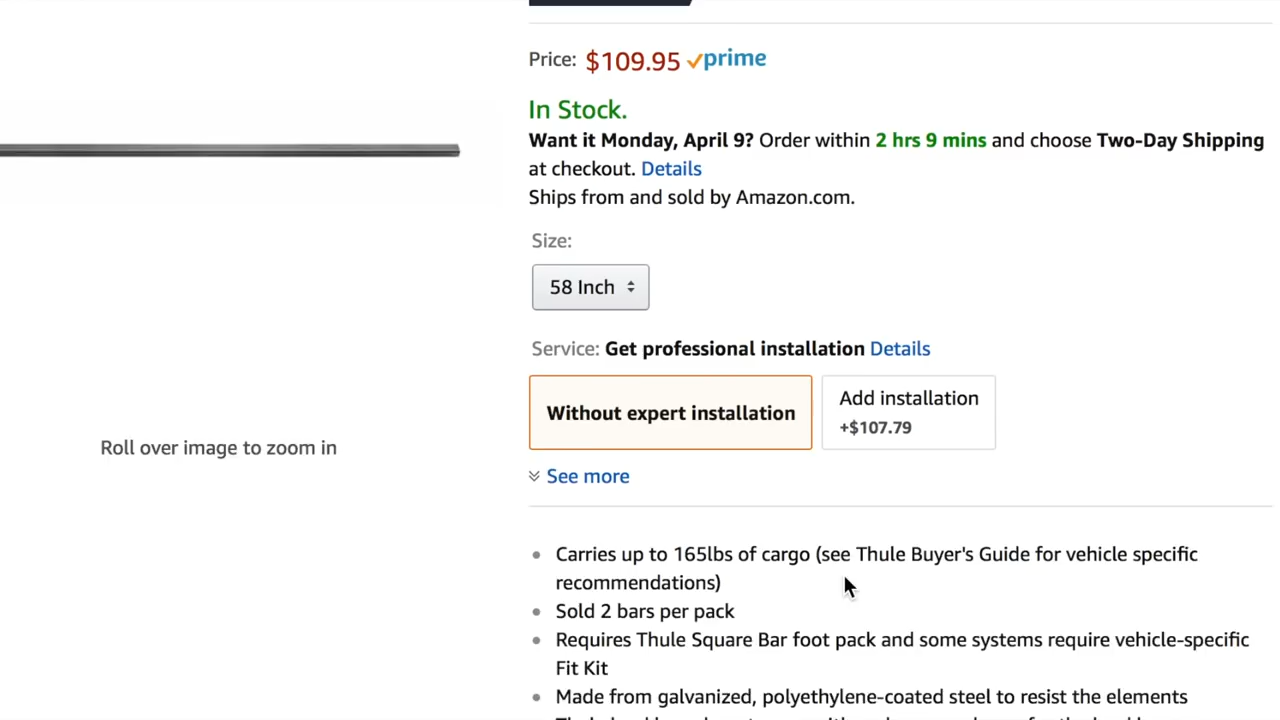 Price: $109.95 prime
In Stock.
Want it Monday, April 9? Order within 2 hrs 9 mins and choose Two-Day Shipping
at checkout. Details
Ships from and sold by Amazon.com.
Size:
58 Inch
Service: Get professional installation Details
Without expert installation
Add installation
+$107.79
See more
Roll over image to zoom in
Carries up to 165lbs of cargo (see Thule Buyer's Guide for vehicle specific
recommendations)
Sold 2 bars per pack
Requires Thule Square Bar foot pack and some systems require vehicle-specific
Fit Kit
Made from galvanized, polyethylene-coated steel to resist the elements